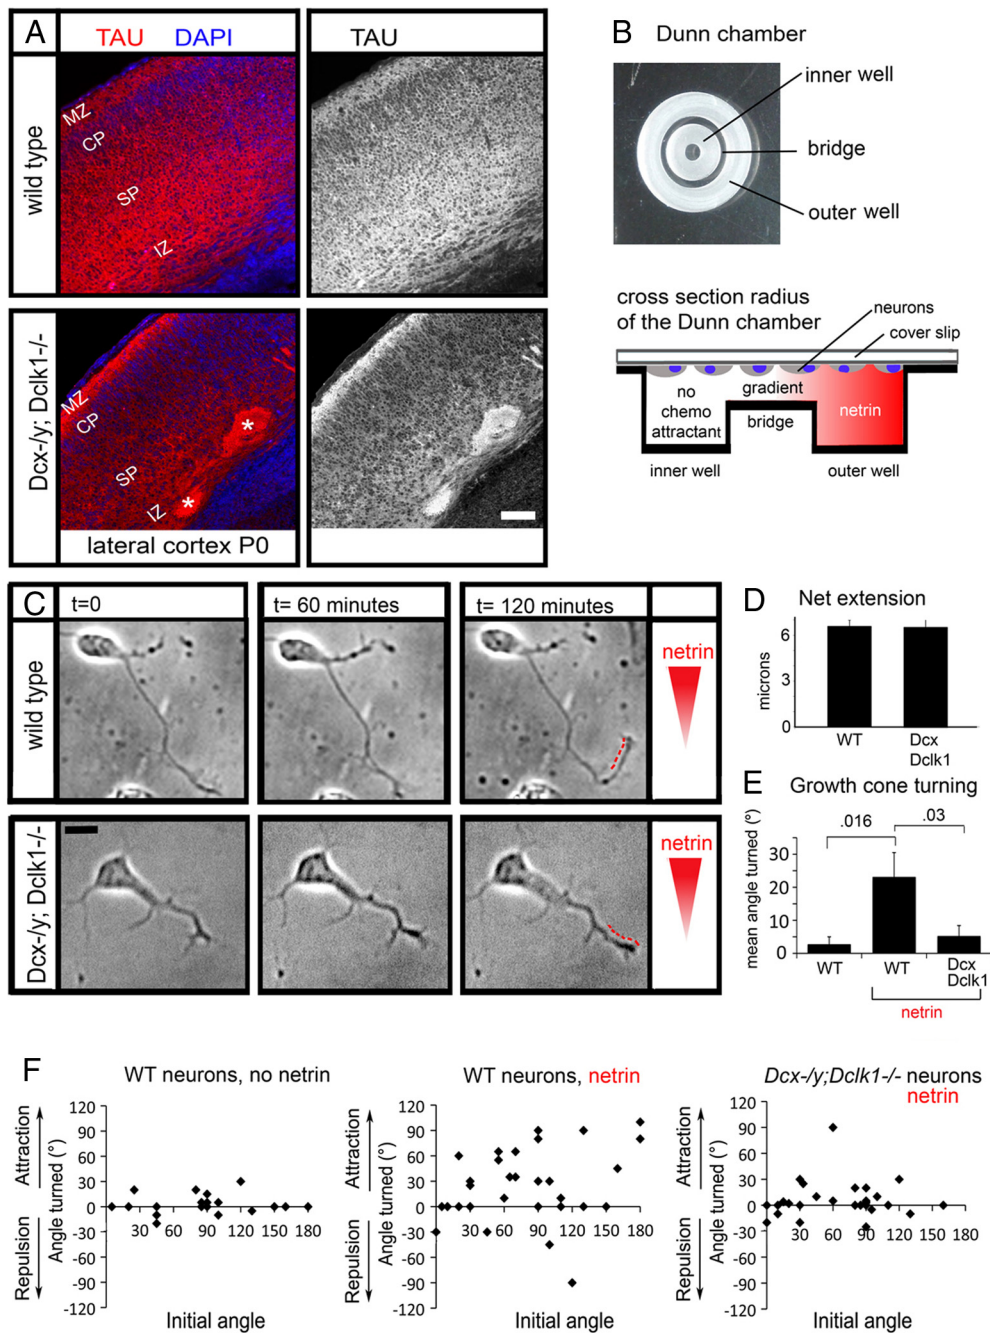 A
TAU DAPI
TAU
wild type
MZ
CP
SP
IZ
Dcx-/y; Dclk1-/-
MZ
CP
SP
IZ
*
*
lateral cortex P0
B Dunn chamber
inner well
bridge
outer well
cross section radius
of the Dunn chamber
neurons
cover slip
no
chemo
attractant
gradient
bridge
netrin
inner well
outer well
C
t=0
t= 60 minutes
t= 120 minutes
wild type
netrin
Dcx-/y; Dclk1-/-
netrin
D Net extension
microns
6
3
0
WT
Dcx
Dclk1
E Growth cone turning
.016
.03
mean angle turned (°)
30
20
10
0
WT
WT
Dcx
Dclk1
netrin
F
WT neurons, no netrin
Repulsion
Attraction
Angle turned (°)
120
90
60
30
0
-30
-60
-90
-120
30 60 90 120 150 180
Initial angle
WT neurons, netrin
Repulsion
Attraction
Angle turned (°)
120
90
60
30
0
-30
-60
-90
-120
30 60 90 120 150 180
Initial angle
Dcx-/y;Dclk1-/- neurons
netrin
Repulsion
Attraction
Angle turned (°)
120
90
60
30
0
-30
-60
-90
-120
30 60 90 120 150 180
Initial angle